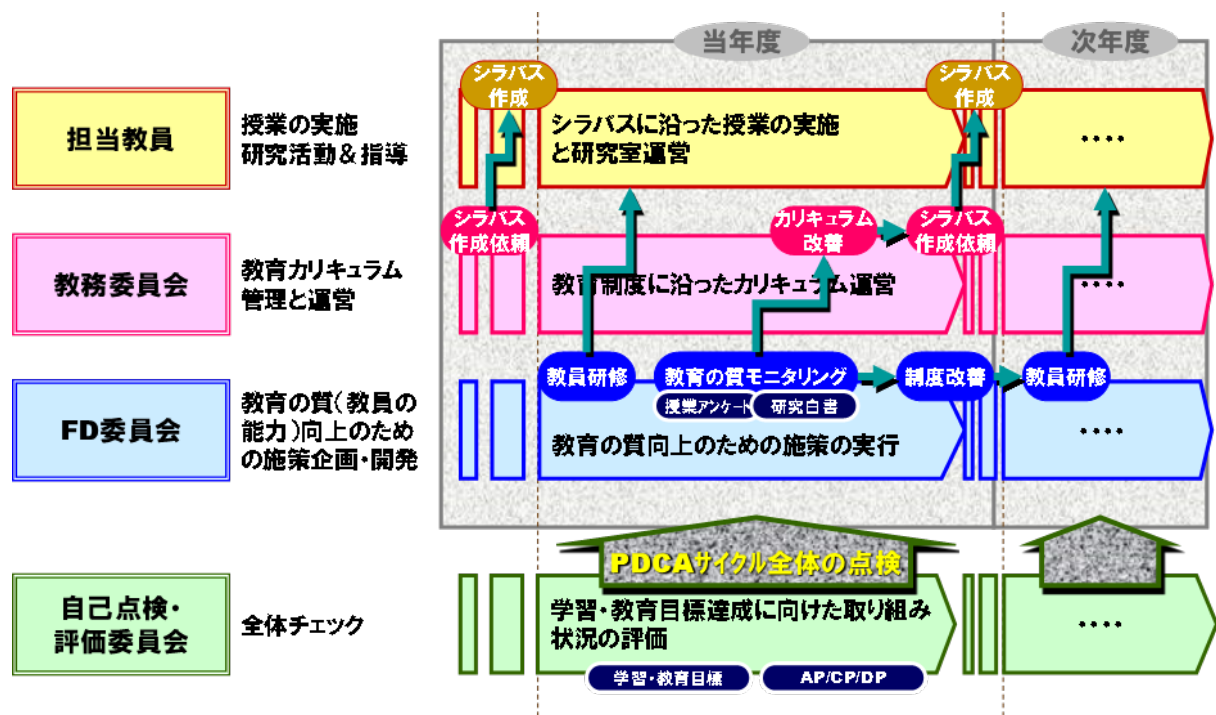 当年度
次年度
シラバス
作成
シラバス
作成
担当教員
授業の実施
研究活動&指導
シラバスに沿った授業の実施
と研究室運営
••••
シラバス
作成依頼
カリキュラム
改善
シラバス
作成依頼
教務委員会
教育カリキュラム
管理と運営
教育制度に沿ったカリキュラム運営
••••
教員研修
教育の質モニタリング
制度改善
教員研修
授業アンケート
研究白書
FD委員会
教育の質(教員の
能力)向上のため
の施策企画・開発
教育の質向上のための施策の実行
••••
PDCAサイクル全体の点検
自己点検・
評価委員会
全体チェック
学習・教育目標達成に向けた取り組み
状況の評価
••••
学習・教育目標
AP/CP/DP